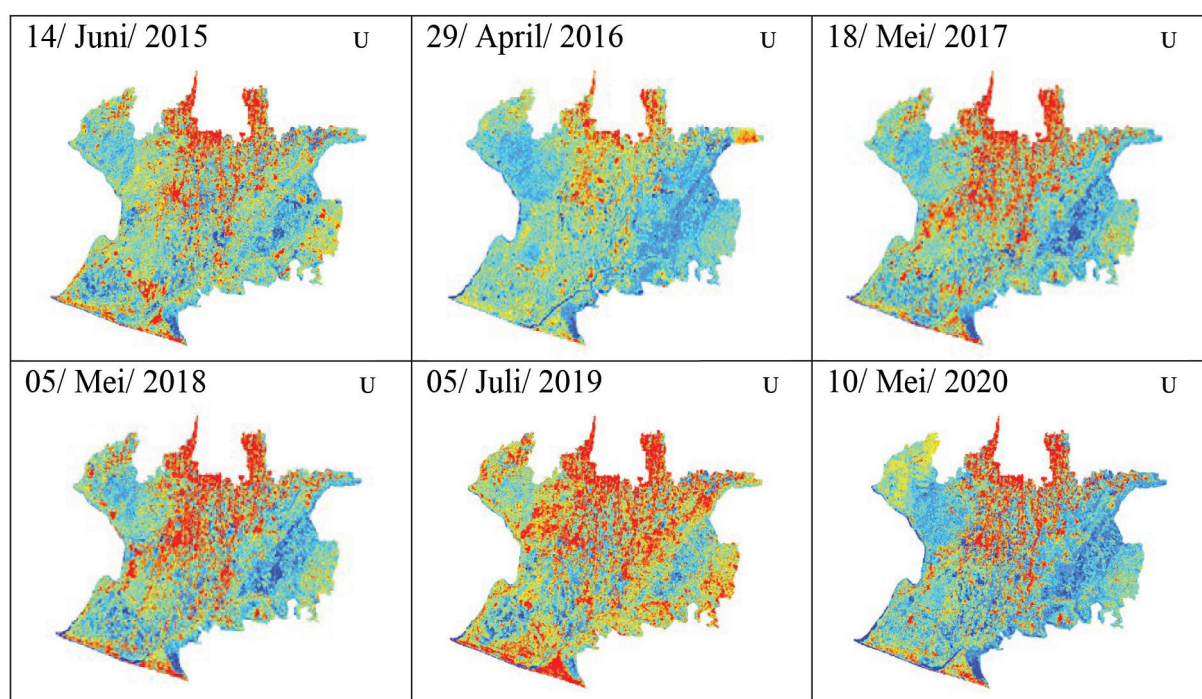 14/ Juni/ 2015 U
29/ April/ 2016 U
18/ Mei/ 2017 U
05/ Mei/ 2018 U
05/ Juli/ 2019 U
10/ Mei/ 2020 U